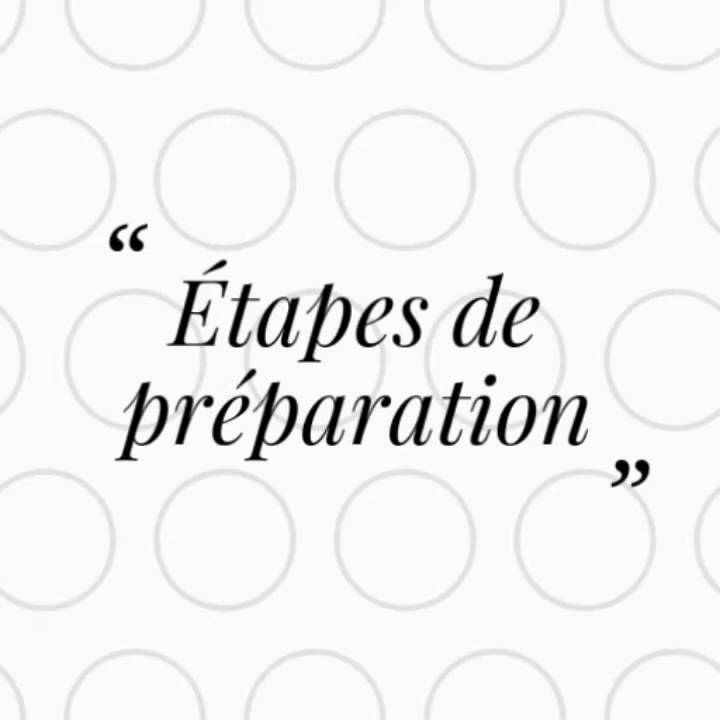 “ Étapes de
préparation ”